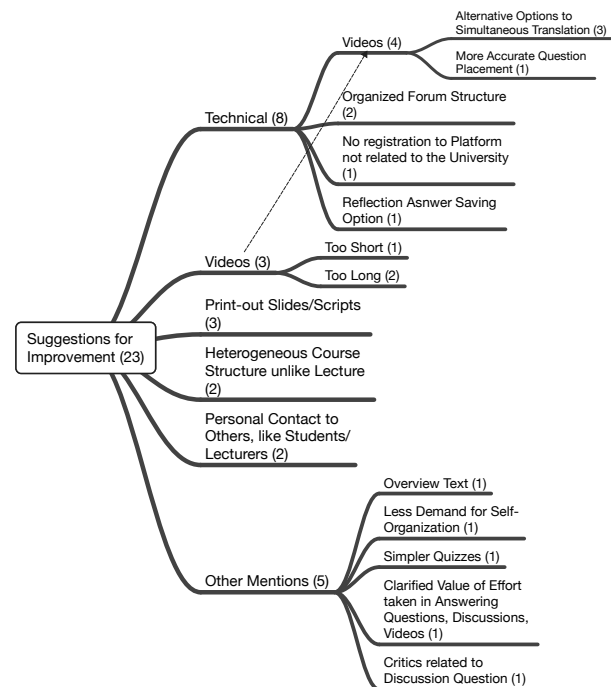 Alternative Options to
Simultaneous Translation (3)
Videos (4)
More Accurate Question
Placement (1)
Organized Forum Structure
(2)
Technical (8)
No registration to Platform
not related to the University
(1)
Reflection Asnwer Saving
Option (1)
Too Short (1)
Videos (3)
Too Long (2)
Print-out Slides/Scripts
(3)
Suggestions for
Improvement (23)
Heterogeneous Course
Structure unlike Lecture
(2)
Personal Contact to
Others, like Students/
Lecturers (2)
Overview Text (1)
Less Demand for Self-
Organization (1)
Simpler Quizzes (1)
Other Mentions (5)
Clarified Value of Effort
taken in Answering
Questions, Discussions,
Videos (1)
Critics related to
Discussion Question (1)